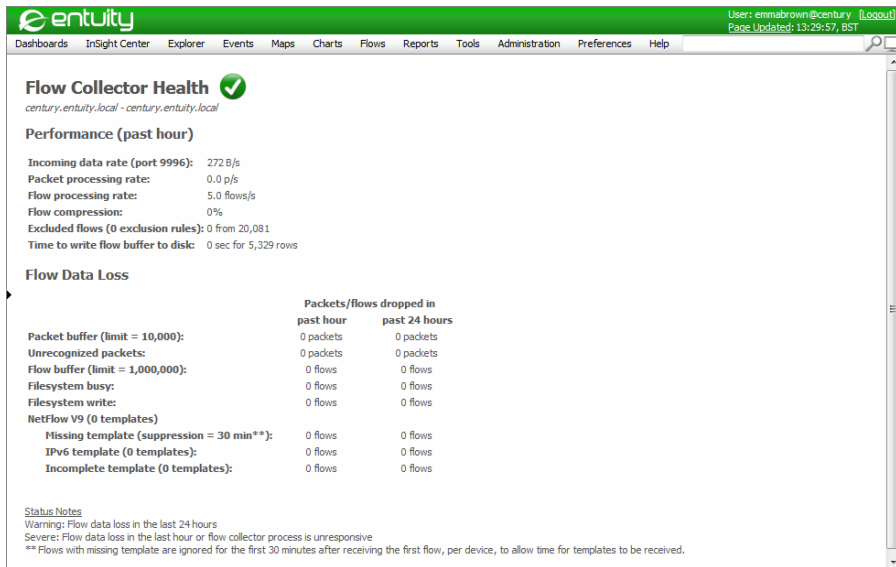 entuity
User: emmabrown@century [Logout]
Page Updated: 13:29:57, BST
Dashboards InSight Center Explorer Events Maps Charts Flows Reports Tools Administration Preferences Help
Flow Collector Health
century.entuity.local - century.entuity.local
Performance (past hour)
Incoming data rate (port 9996): 272 B/s
Packet processing rate: 0.0 p/s
Flow processing rate: 5.0 flows/s
Flow compression: 0%
Excluded flows (0 exclusion rules): 0 from 20,081
Time to write flow buffer to disk: 0 sec for 5,329 rows
Flow Data Loss
Packets/flows dropped in
past hour past 24 hours
Packet buffer (limit = 10,000): 0 packets 0 packets
Unrecognized packets: 0 packets 0 packets
Flow buffer (limit = 1,000,000): 0 flows 0 flows
Filesystem busy: 0 flows 0 flows
Filesystem write: 0 flows 0 flows
NetFlow V9 (0 templates)
Missing template (suppression = 30 min**): 0 flows 0 flows
IPv6 template (0 templates): 0 flows 0 flows
Incomplete template (0 templates): 0 flows 0 flows
Status Notes
Warning: Flow data loss in the last 24 hours
Severe: Flow data loss in the last hour or flow collector process is unresponsive
** Flows with missing template are ignored for the first 30 minutes after receiving the first flow, per device, to allow time for templates to be received.